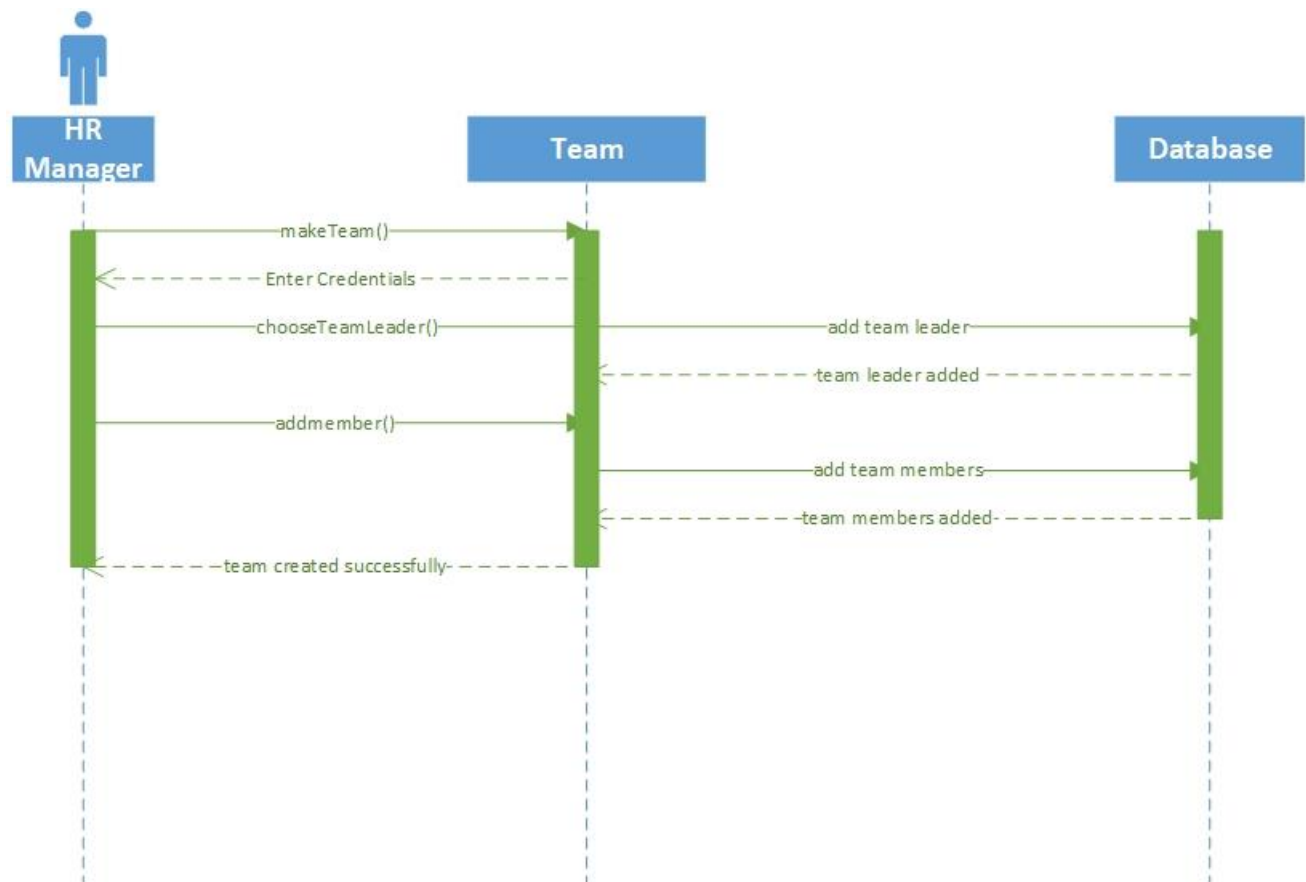 HR
Manager
Team
Database
makeTeam()
Enter Credentials
chooseTeamLeader()
add team leader
team leader added
addmember()
add team members
team members added
team created successfully